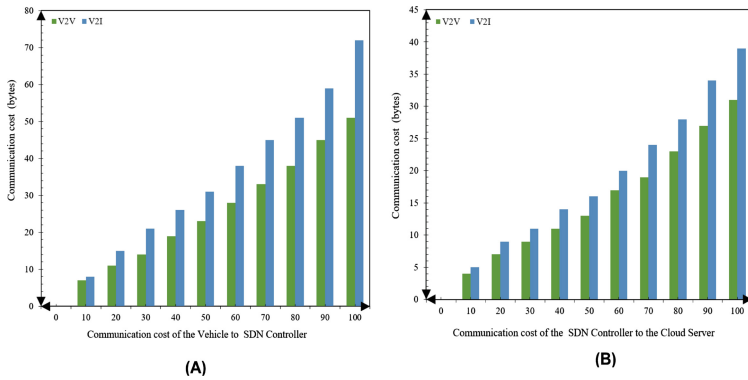 80
70
60
50
40
30
20
10
0
Communication cost (bytes)
V2V V2I
0 10 20 30 40 50 60 70 80 90 100
Communication cost of the Vehicle to SDN Controller
(A)
45
40
35
30
25
20
15
10
5
0
Communication cost (bytes)
V2V V2I
0 10 20 30 40 50 60 70 80 90 100
Communication cost of the SDN Controller to the Cloud Server
(B)